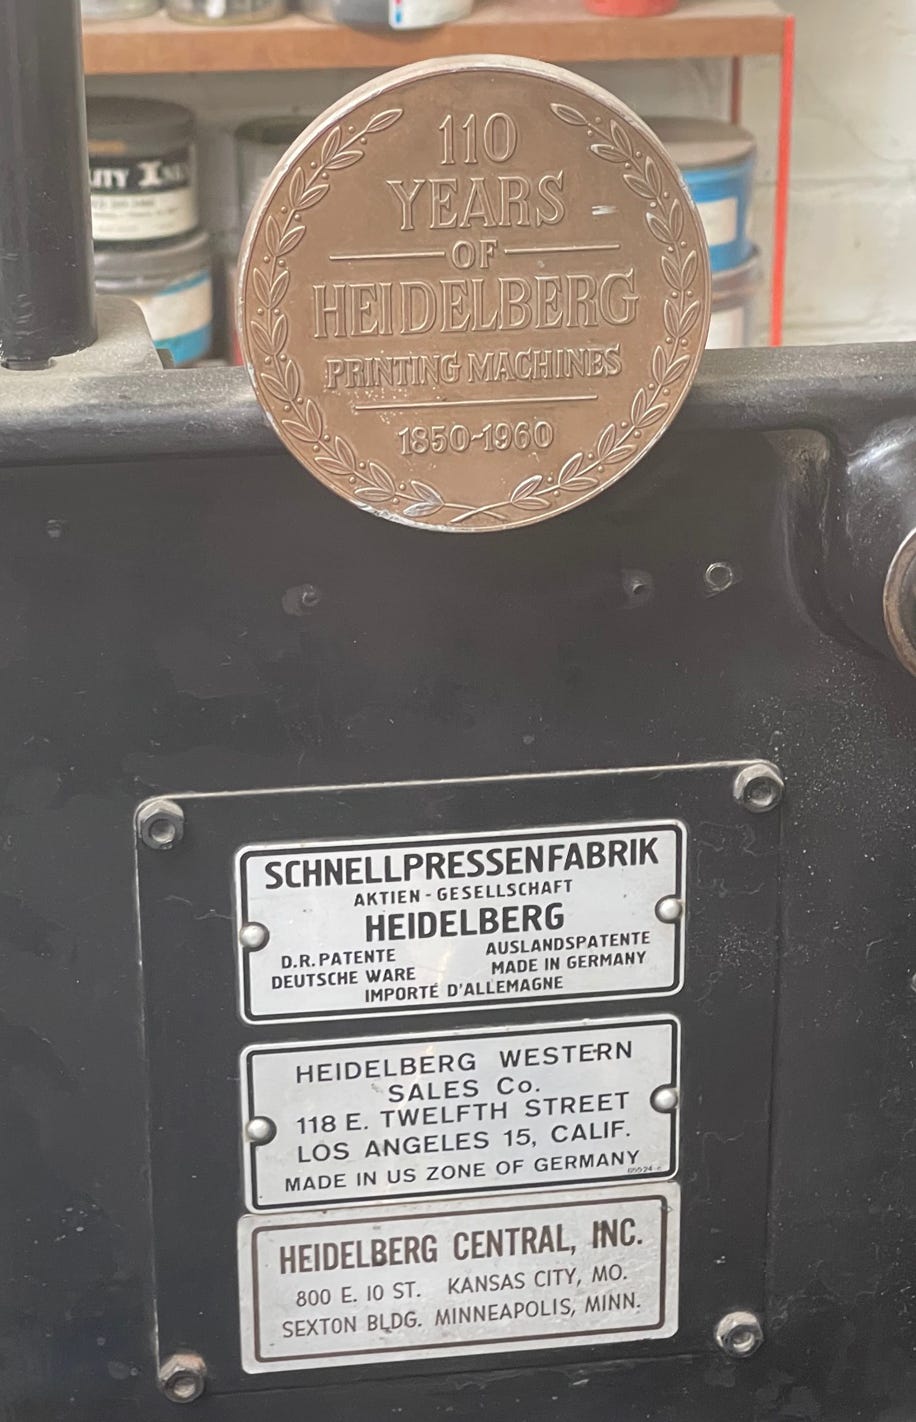 110
YEARS
OF
HEIDELBERG
PRINTING MACHINES
1850-1960
SCHNELLPRESSENFABRIK
AKTIEN-GESELLSCHAFT
HEIDELBERG
D.R. PATENTE AUSLANDSPATENTE
DEUTSCHE WARE MADE IN GERMANY
IMPORTÉ D'ALLEMAGNE
HEIDELBERG WESTERN
SALES Co.
118 E. TWELFTH STREET
LOS ANGELES 15, CALIF.
MADE IN US ZONE OF GERMANY
HEIDELBERG CENTRAL, INC.
800 E. 10 ST. KANSAS CITY, MO.
SEXTON BLDG. MINNEAPOLIS, MINN.